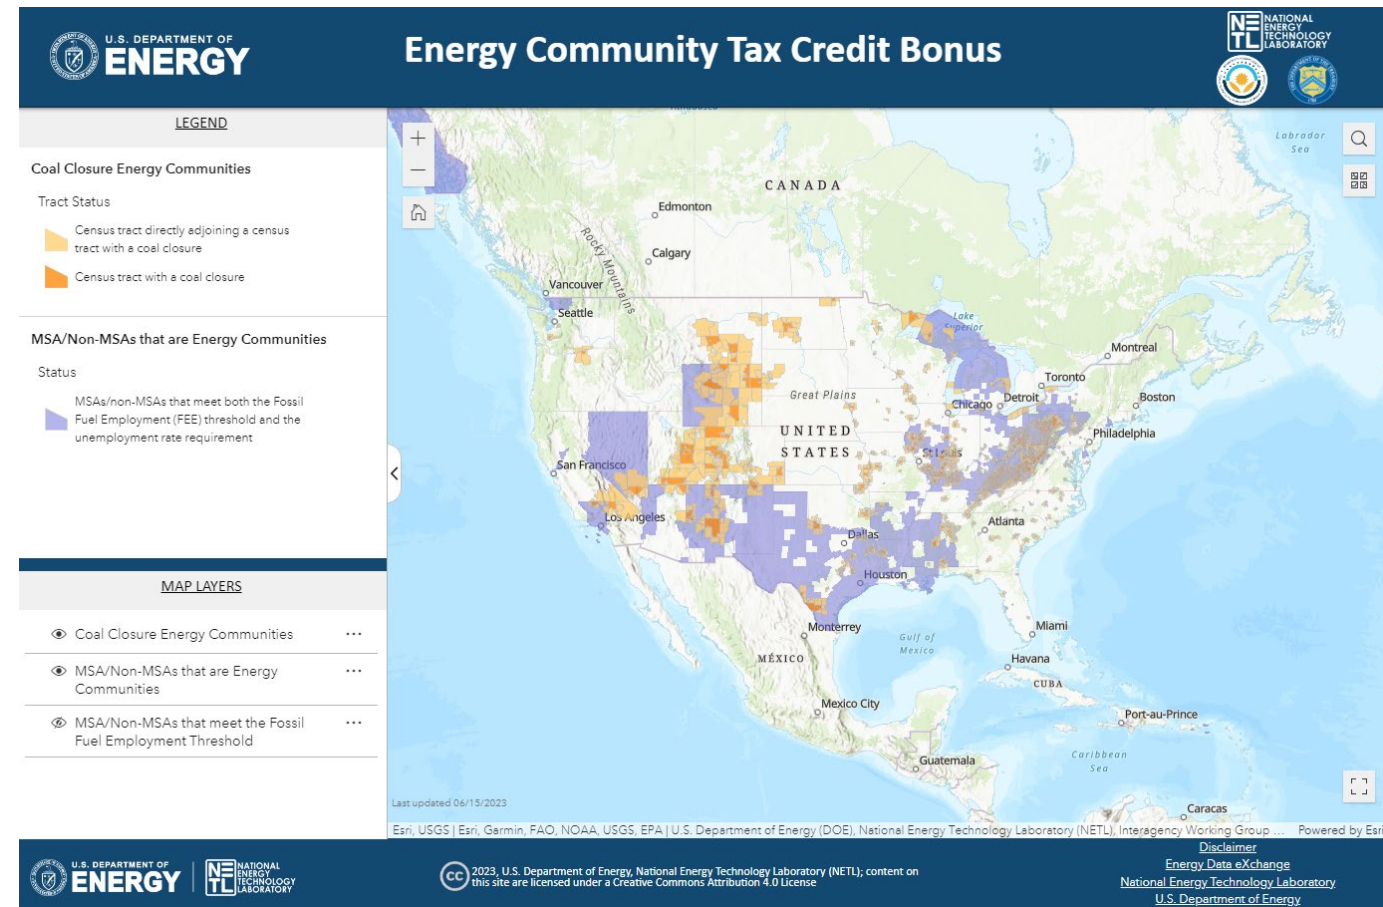 U.S. DEPARTMENT OF
ENERGY
Energy Community Tax Credit Bonus
NE
TL
NATIONAL
ENERGY
TECHNOLOGY
LABORATORY
LEGEND
Coal Closure Energy Communities
Tract Status
Census tract directly adjoining a census
tract with a coal closure
Census tract with a coal closure
MSA/Non-MSAs that are Energy Communities
Status
MSAs/non-MSAs that meet both the Fossil
Fuel Employment (FEE) threshold and the
unemployment rate requirement
MAP LAYERS
Coal Closure Energy Communities
MSA/Non-MSAs that are Energy
Communities
MSA/Non-MSAs that meet the Fossil
Fuel Employment Threshold
Labrador
Sea
CANADA
Edmonton
Rocky Mountains
Calgary
Vancouver
Seattle
Lake
Superior
Montreal
Toronto
Great Plains
Chicago
Detroit
Boston
UNITED
STATES
Philadelphia
St Louis
San Francisco
Los Angeles
Atlanta
Dallas
Houston
Monterrey
Miami
Gulf of
Mexico
MÉXICO
Havana
CUBA
Mexico City
Port-au-Prince
Caribbean
Sea
Guatemala
Caracas
Last updated 06/15/2023
Esri, USGS | Esri, Garmin, FAO, NOAA, USGS, EPA | U.S. Department of Energy (DOE), National Energy Technology Laboratory (NETL), Interagency Working Group ... Powered by Esri
U.S. DEPARTMENT OF
ENERGY
NE
TL
NATIONAL
ENERGY
TECHNOLOGY
LABORATORY
cc
2023, U.S. Department of Energy, National Energy Technology Laboratory (NETL); content on
this site are licensed under a Creative Commons Attribution 4.0 License
Disclaimer
Energy Data eXchange
National Energy Technology Laboratory
U.S. Department of Energy